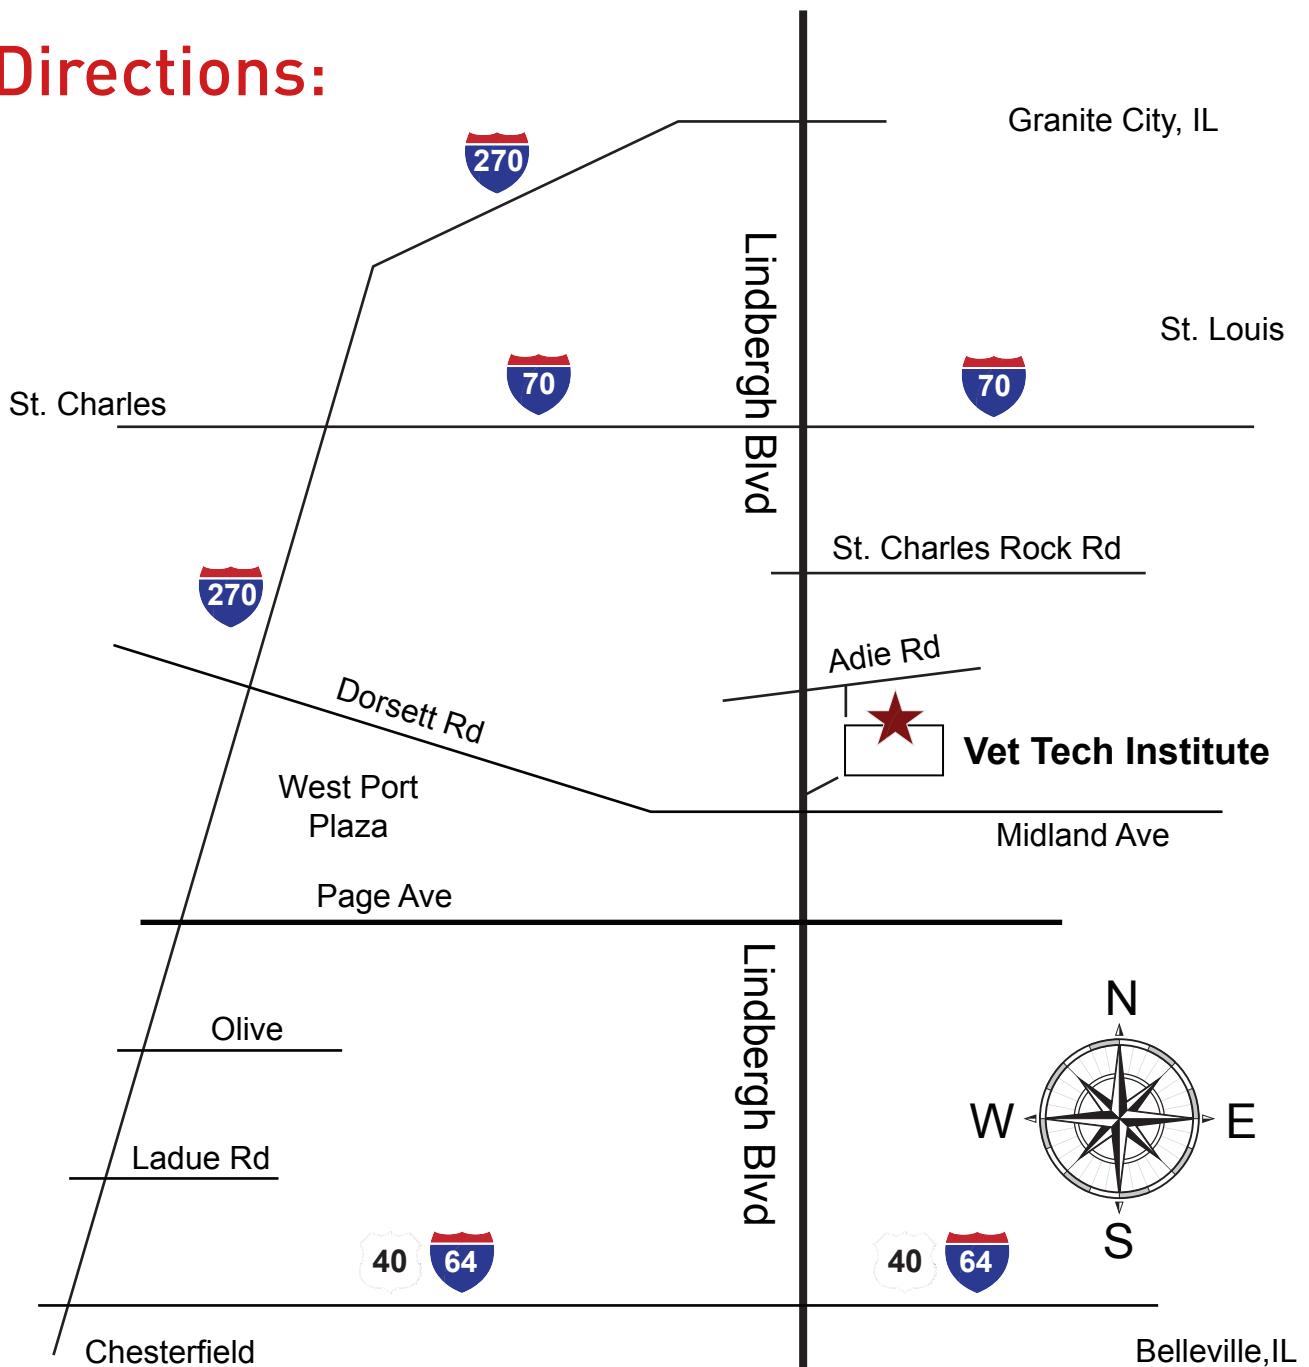 Directions:
Granite City, IL
270
Lindbergh Blvd
St. Louis
70
70
St. Charles
St. Charles Rock Rd
270
Adie Rd
Dorsett Rd
Vet Tech Institute
West Port
Plaza
Midland Ave
Page Ave
Lindbergh Blvd
N
Olive
W
E
Ladue Rd
S
40
64
40
64
Chesterfield
Belleville,IL